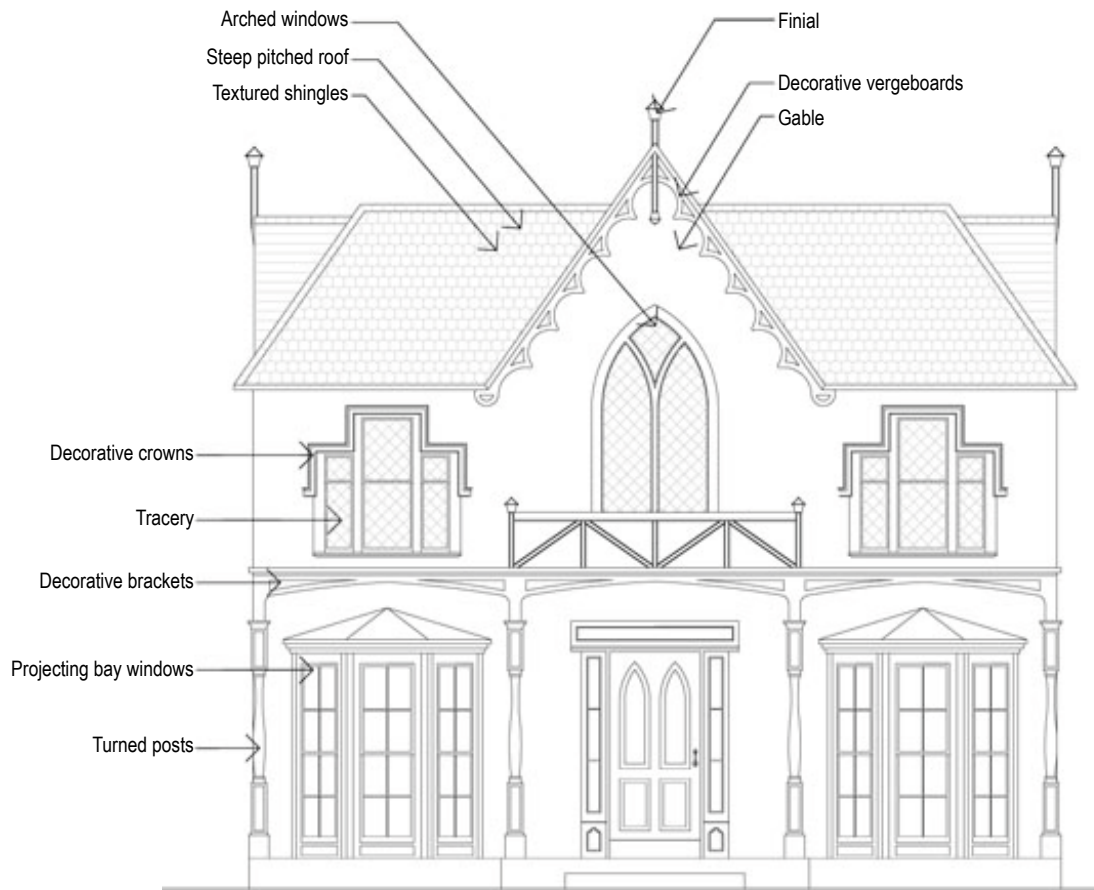 Arched windows
Steep pitched roof
Textured shingles
Finial
Decorative vergeboards
Gable
Decorative crowns
Tracery
Decorative brackets
Projecting bay windows
Turned posts